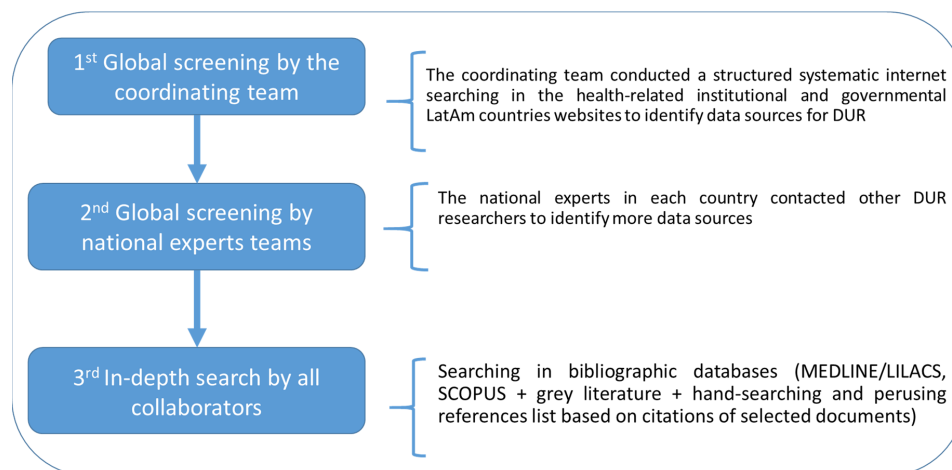 1st Global screening by the
coordinating team
The coordinating team conducted a structured systematic internet
searching in the health-related institutional and governmental
LatAm countries websites to identify data sources for DUR
2nd Global screening by
national experts teams
The national experts in each country contacted other DUR
researchers to identify more data sources
3rd In-depth search by all
collaborators
Searching in bibliographic databases (MEDLINE/LILACS,
SCOPUS + grey literature + hand-searching and perusing
references list based on citations of selected documents)